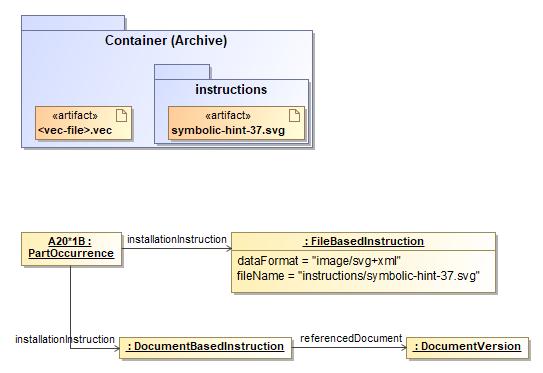 Container (Archive)
instructions
«artifact»
<vec-file>.vec
«artifact»
symbolic-hint-37.svg
A20*1B :
PartOccurrence
installationInstruction
: FileBasedInstruction
dataFormat = "image/svg+xml"
fileName = "instructions/symbolic-hint-37.svg"
installationInstruction
: DocumentBasedInstruction
referencedDocument
: DocumentVersion